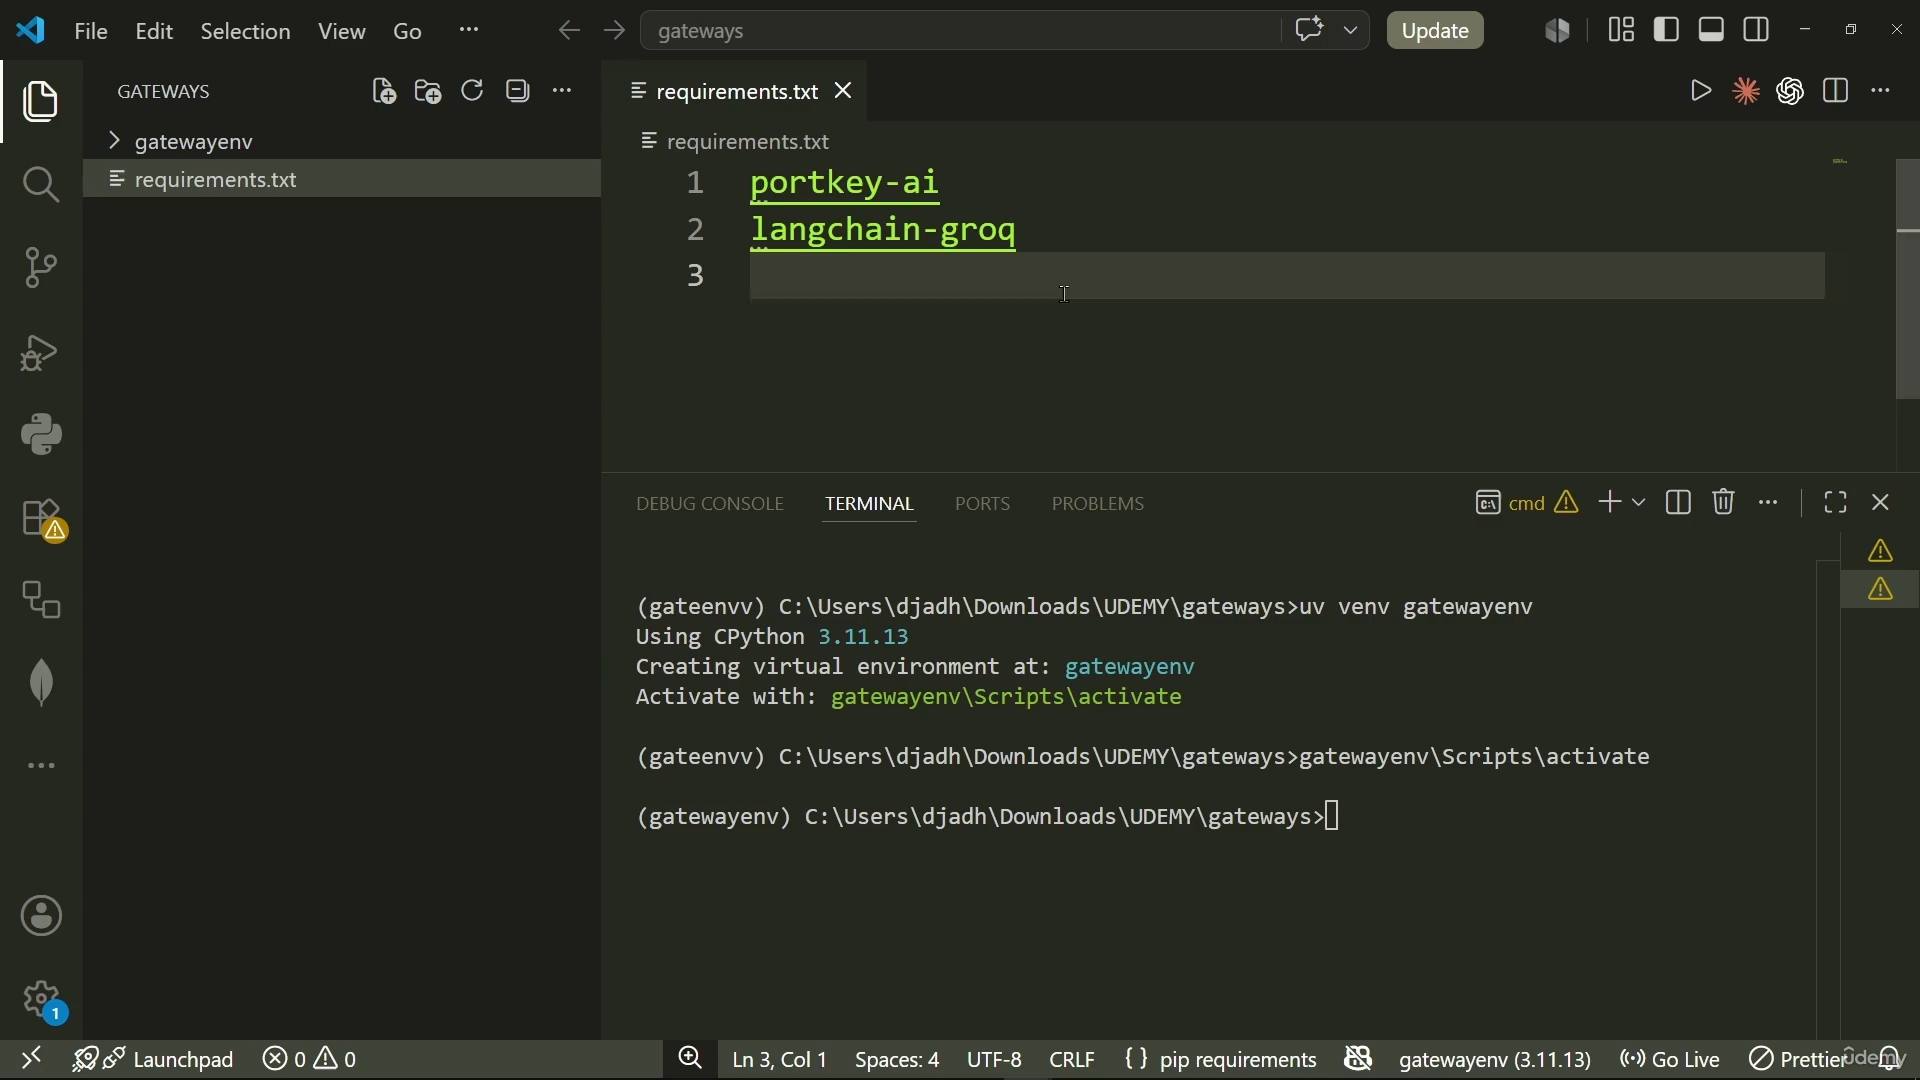 File Edit Selection View Go ···
gateways
Update
GATEWAYS
gatewayenv
requirements.txt
requirements.txt
requirements.txt
1 portkey-ai
2 langchain-groq
3
DEBUG CONSOLE TERMINAL PORTS PROBLEMS
cmd
(gateenvv) C:\Users\djadh\Downloads\UDEMY\gateways>uv venv gatewayenv
Using CPython 3.11.13
Creating virtual environment at: gatewayenv
Activate with: gatewayenv\Scripts\activate
(gateenvv) C:\Users\djadh\Downloads\UDEMY\gateways>gatewayenv\Scripts\activate
(gatewayenv) C:\Users\djadh\Downloads\UDEMY\gateways>
1
Launchpad 0 0 Ln 3, Col 1 Spaces: 4 UTF-8 CRLF { } pip requirements gatewayenv (3.11.13) Go Live Prettier
ûdemy